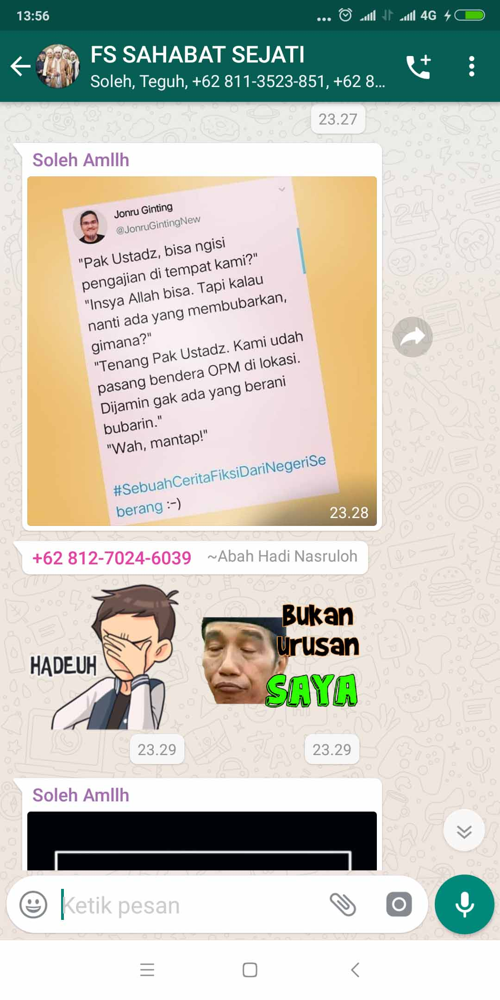 13:56
4G
FS SAHABAT SEJATI
Soleh, Teguh, +62 811-3523-851, +62 8...
23.27
Soleh Amllh
Jonru Ginting
@JonruGintingNew
"Pak Ustadz, bisa ngisi
pengajian di tempat kami?"
"Insya Allah bisa. Tapi kalau
nanti ada yang membubarkan,
gimana?"
"Tenang Pak Ustadz. Kami udah
pasang bendera OPM di lokasi.
Dijamin gak ada yang berani
bubarin."
"Wah, mantap!"
#SebuahCeritaFiksiDariNegeriSe
berang :-)
23.28
+62 812-7024-6039 ~Abah Hadi Nasruloh
HADEUH
Bukan
urusan
SAYA
23.29
23.29
Soleh Amllh
Ketik pesan